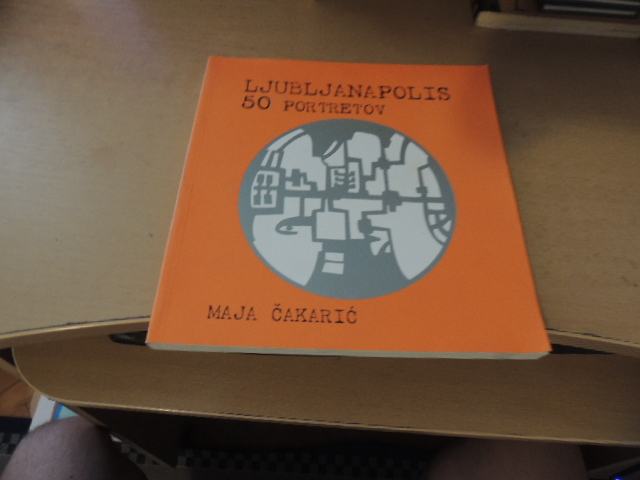 LJUBLJANAPOLIS
50 PORTRETOV
MAJA ČAKARIĆ